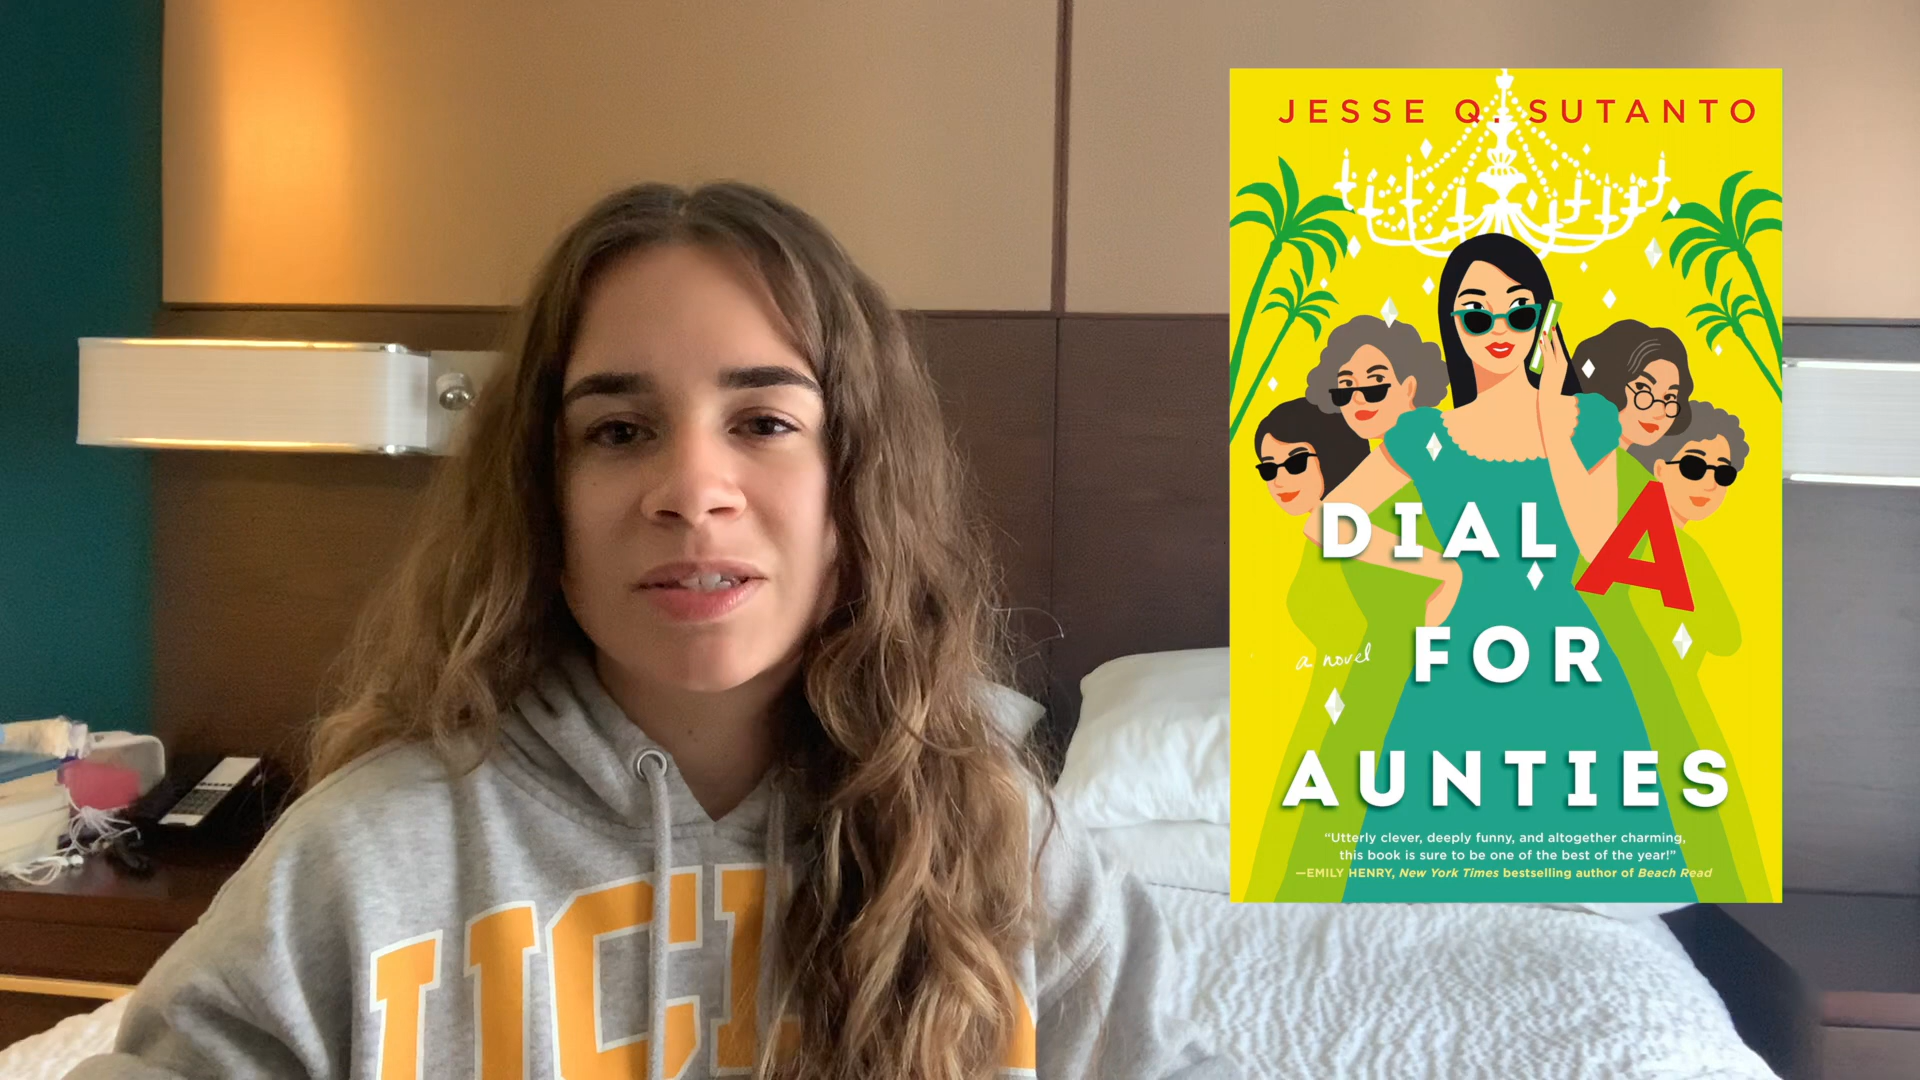 JESSE Q. SUTANTO
DIAL A
FOR
a novel
AUNTIES
“Utterly clever, deeply funny, and altogether charming,
this book is sure to be one of the best of the year!”
—EMILY HENRY, New York Times bestselling author of Beach Read